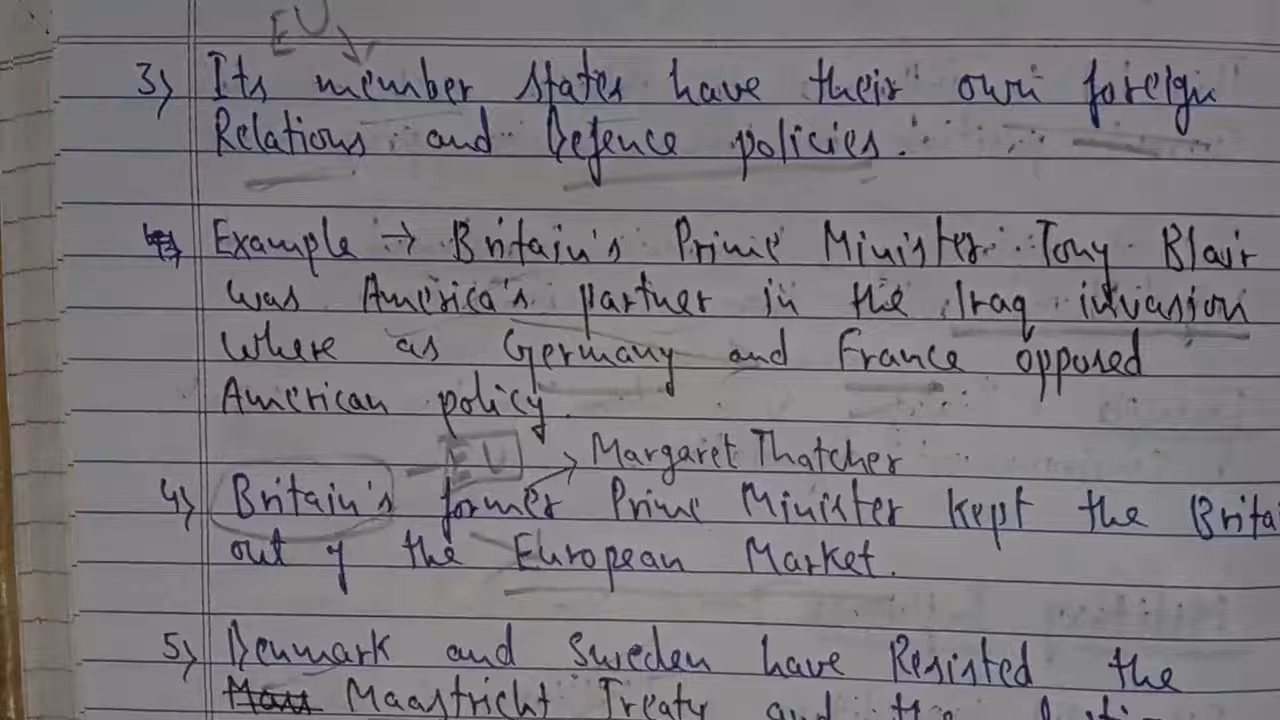 EU
3) Its member states have their own foreign
Relations and Defence policies.
Example → Britain's Prime Minister Tony Blair
was America's partner in the Iraq invasion
where as Germany and France opposed
American policy.
EU → Margaret Thatcher
4) Britain's former Prime Minister kept the Brita
out of the European Market.
5) Denmark and Sweden have Resisted the
Maas Maastricht Treaty and the